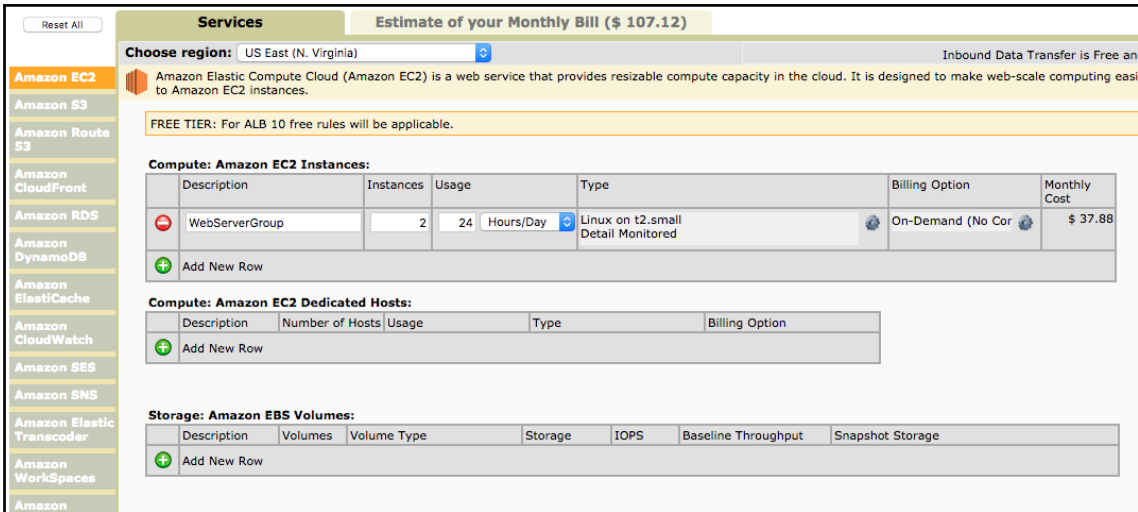 Reset All
Services
Estimate of your Monthly Bill ($ 107.12)
Choose region: US East (N. Virginia)
Inbound Data Transfer is Free an
Amazon Elastic Compute Cloud (Amazon EC2) is a web service that provides resizable compute capacity in the cloud. It is designed to make web-scale computing easi
to Amazon EC2 instances.
FREE TIER: For ALB 10 free rules will be applicable.
Amazon EC2
Amazon S3
Amazon Route
53
Amazon
CloudFront
Amazon RDS
Amazon
DynamoDB
Amazon
ElastiCache
Amazon
CloudWatch
Amazon SES
Amazon SNS
Amazon Elastic
Transcoder
Amazon
WorkSpaces
Amazon
Compute: Amazon EC2 Instances:
Description Instances Usage Type Billing Option Monthly
Cost
WebServerGroup 2 24 Hours/Day Linux on t2.small On-Demand (No Cor $ 37.88
Detail Monitored
Add New Row
Compute: Amazon EC2 Dedicated Hosts:
Description Number of Hosts Usage Type Billing Option
Add New Row
Storage: Amazon EBS Volumes:
Description Volumes Volume Type Storage IOPS Baseline Throughput Snapshot Storage
Add New Row